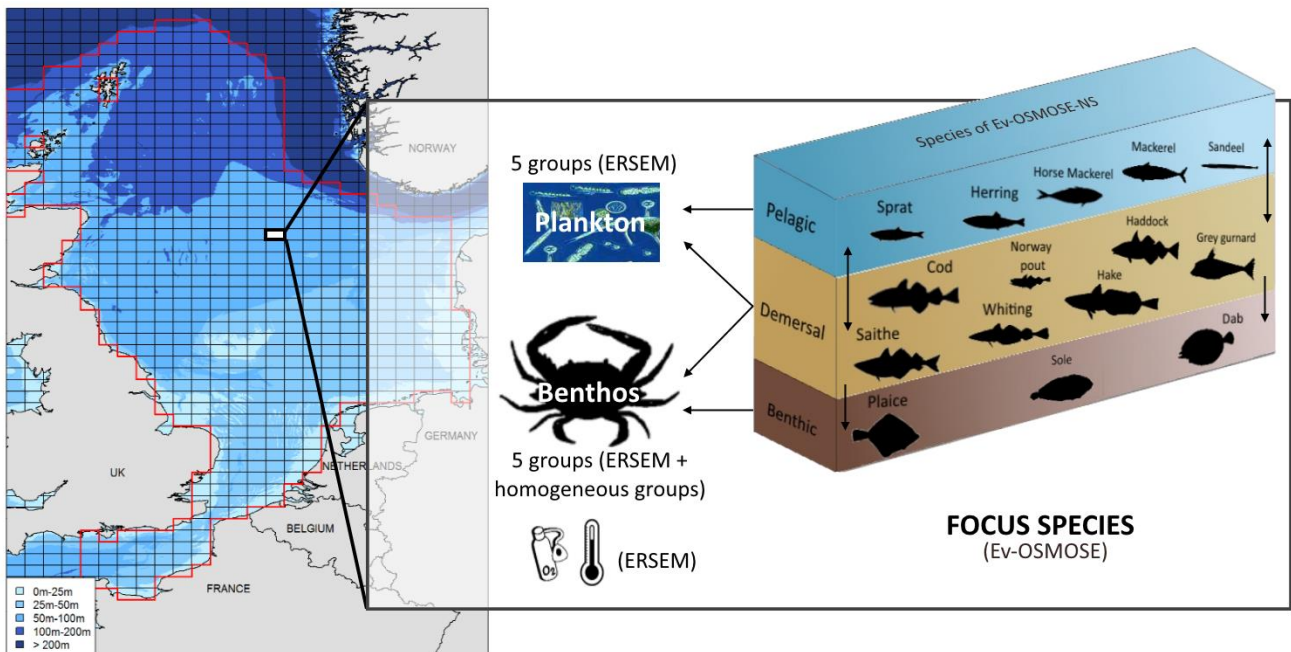 NORWAY
UK
NETHERLANDS
GERMANY
BELGIUM
FRANCE
0m-25m
25m-50m
50m-100m
100m-200m
> 200m
5 groups (ERSEM)
Plankton
Benthos
5 groups (ERSEM +
homogeneous groups)
O2
(ERSEM)
Species of Ev-OSMOSE-NS
Pelagic
Sprat
Herring
Horse Mackerel
Mackerel
Sandeel
Demersal
Cod
Norway
pout
Haddock
Grey gurnard
Hake
Whiting
Saithe
Benthic
Plaice
Sole
Dab
FOCUS SPECIES
(Ev-OSMOSE)